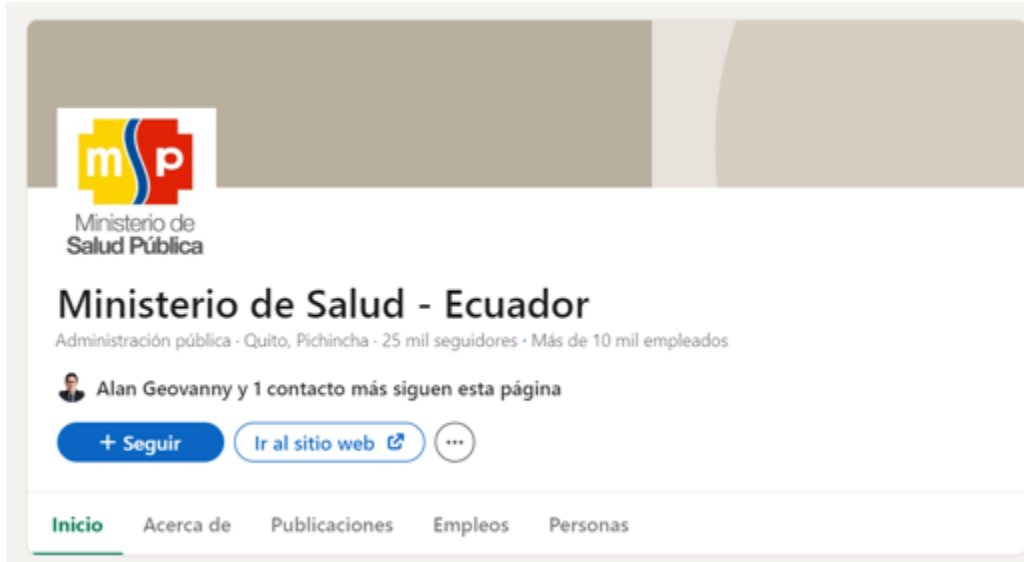 msp
Ministerio de
Salud Pública
Ministerio de Salud - Ecuador
Administración pública · Quito, Pichincha · 25 mil seguidores · Más de 10 mil empleados
Alan Geovanny y 1 contacto más siguen esta página
+ Seguir Ir al sitio web ···
Inicio Acerca de Publicaciones Empleos Personas